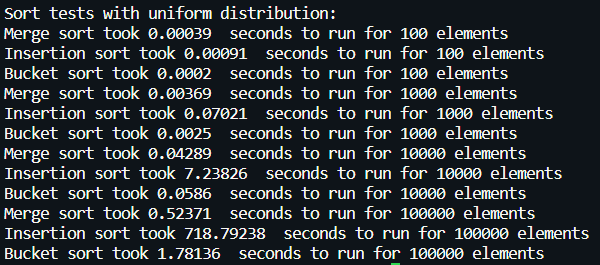 Sort tests with uniform distribution:
Merge sort took 0.00039  seconds to run for 100 elements
Insertion sort took 0.00091  seconds to run for 100 elements
Bucket sort took 0.0002  seconds to run for 100 elements
Merge sort took 0.00369  seconds to run for 1000 elements
Insertion sort took 0.07021  seconds to run for 1000 elements
Bucket sort took 0.0025  seconds to run for 1000 elements
Merge sort took 0.04289  seconds to run for 10000 elements
Insertion sort took 7.23826  seconds to run for 10000 elements
Bucket sort took 0.0586  seconds to run for 10000 elements
Merge sort took 0.52371  seconds to run for 100000 elements
Insertion sort took 718.79238  seconds to run for 100000 elements
Bucket sort took 1.78136  seconds to run for 100000 elements